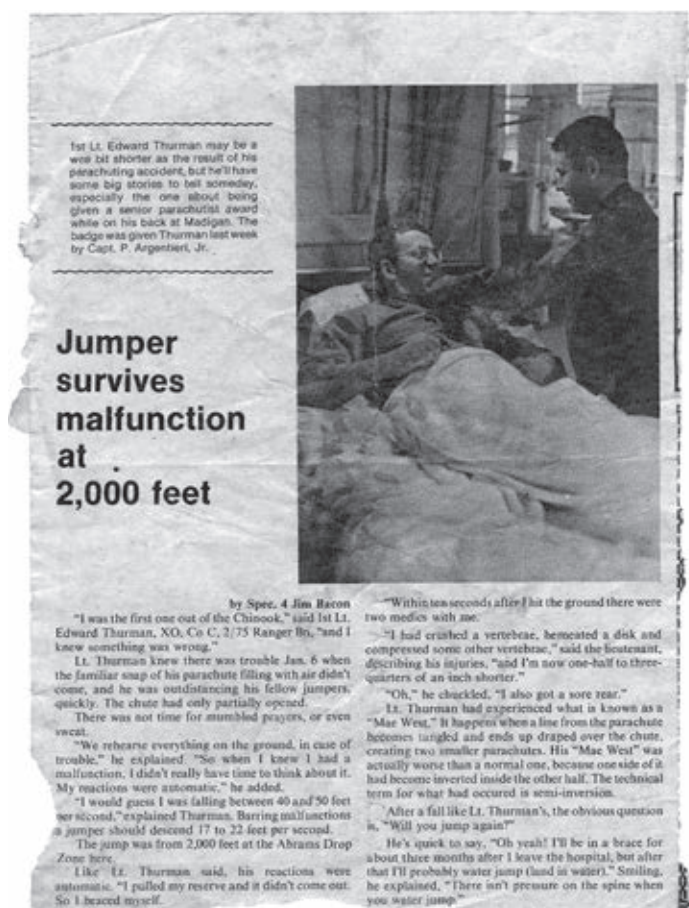 1st Lt. Edward Thurman may be a
wee bit shorter as the result of his
parachuting accident, but he'll have
some big stories to tell someday,
especially the one about being
given a senior parachutist award
while on his back at Madigan. The
badge was given Thurman last week
by Capt. P. Argentieri, Jr.
Jumper
survives
malfunction
at
2,000 feet
by Spec. 4 Jim Bacon
"I was the first one out of the Chinook," said 1st Lt.
Edward Thurman, XO, Co C, 2/75 Ranger Bn, "and I
knew something was wrong."
Lt. Thurman knew there was trouble Jan. 6 when
the familiar snap of his parachute filling with air didn't
come, and he was outdistancing his fellow jumpers,
quickly. The chute had only partially opened.
There was not time for mumbled prayers, or even
sweat.
"We rehearse everything on the ground, in case of
trouble," he explained. "So when I knew I had a
malfunction, I didn't really have time to think about it.
My reactions were automatic," he added.
"I would guess I was falling between 40 and 50 feet
per second," explained Thurman. Barring malfunctions
a jumper should descend 17 to 22 feet per second.
The jump was from 2,000 feet at the Abrams Drop
Zone here.
Like Lt. Thurman said, his reactions were
automatic. "I pulled my reserve and it didn't come out.
So I braced myself.
"Within ten seconds after I hit the ground there were
two medics with me.
"I had crushed a vertebrae, herneated a disk and
compressed some other vertebrae," said the lieutenant,
describing his injuries, "and I'm now one-half to three-
quarters of an inch shorter."
"Oh," he chuckled, "I also got a sore rear."
Lt. Thurman had experienced what is known as a
"Mae West." It happens when a line from the parachute
becomes tangled and ends up draped over the chute,
creating two smaller parachutes. His "Mae West" was
actually worse than a normal one, because one side of it
had become inverted inside the other half. The technical
term for what had occured is semi-inversion.
After a fall like Lt. Thurman's, the obvious question
is, "Will you jump again?"
He's quick to say, "Oh yeah! I'll be in a brace for
about three months after I leave the hospital, but after
that I'll probably water jump (land in water)." Smiling,
he explained, "There isn't pressure on the spine when
you water jump."